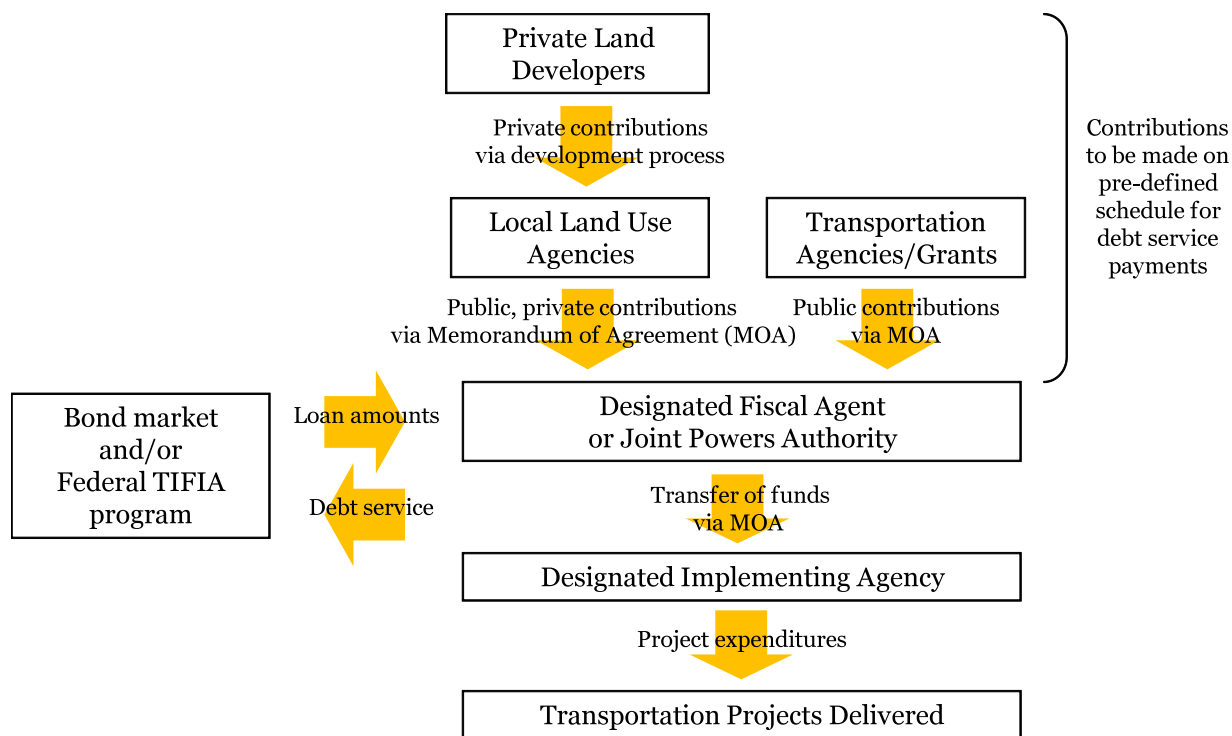 Private Land
Developers
Private contributions
via development process
Contributions
to be made on
pre-defined
schedule for
debt service
payments
Local Land Use
Agencies
Transportation
Agencies/Grants
Public, private contributions
via Memorandum of Agreement (MOA)
Public contributions
via MOA
Bond market
and/or
Federal TIFIA
program
Loan amounts
Debt service
Designated Fiscal Agent
or Joint Powers Authority
Transfer of funds
via MOA
Designated Implementing Agency
Project expenditures
Transportation Projects Delivered